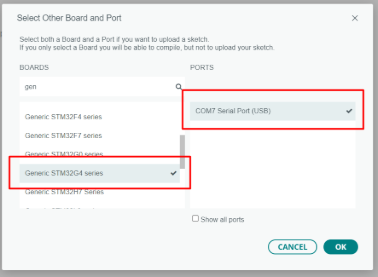 Select Other Board and Port
Select both a Board and a Port if you want to upload a sketch.
If you only select a Board you will be able to compile, but not to upload your sketch.
BOARDS
PORTS
gen
Generic STM32F4 series
Generic STM32F7 series
Generic STM32G0 series
Generic STM32G4 series
Generic STM32H7 Series
COM7 Serial Port (USB)
Show all ports
CANCEL
OK